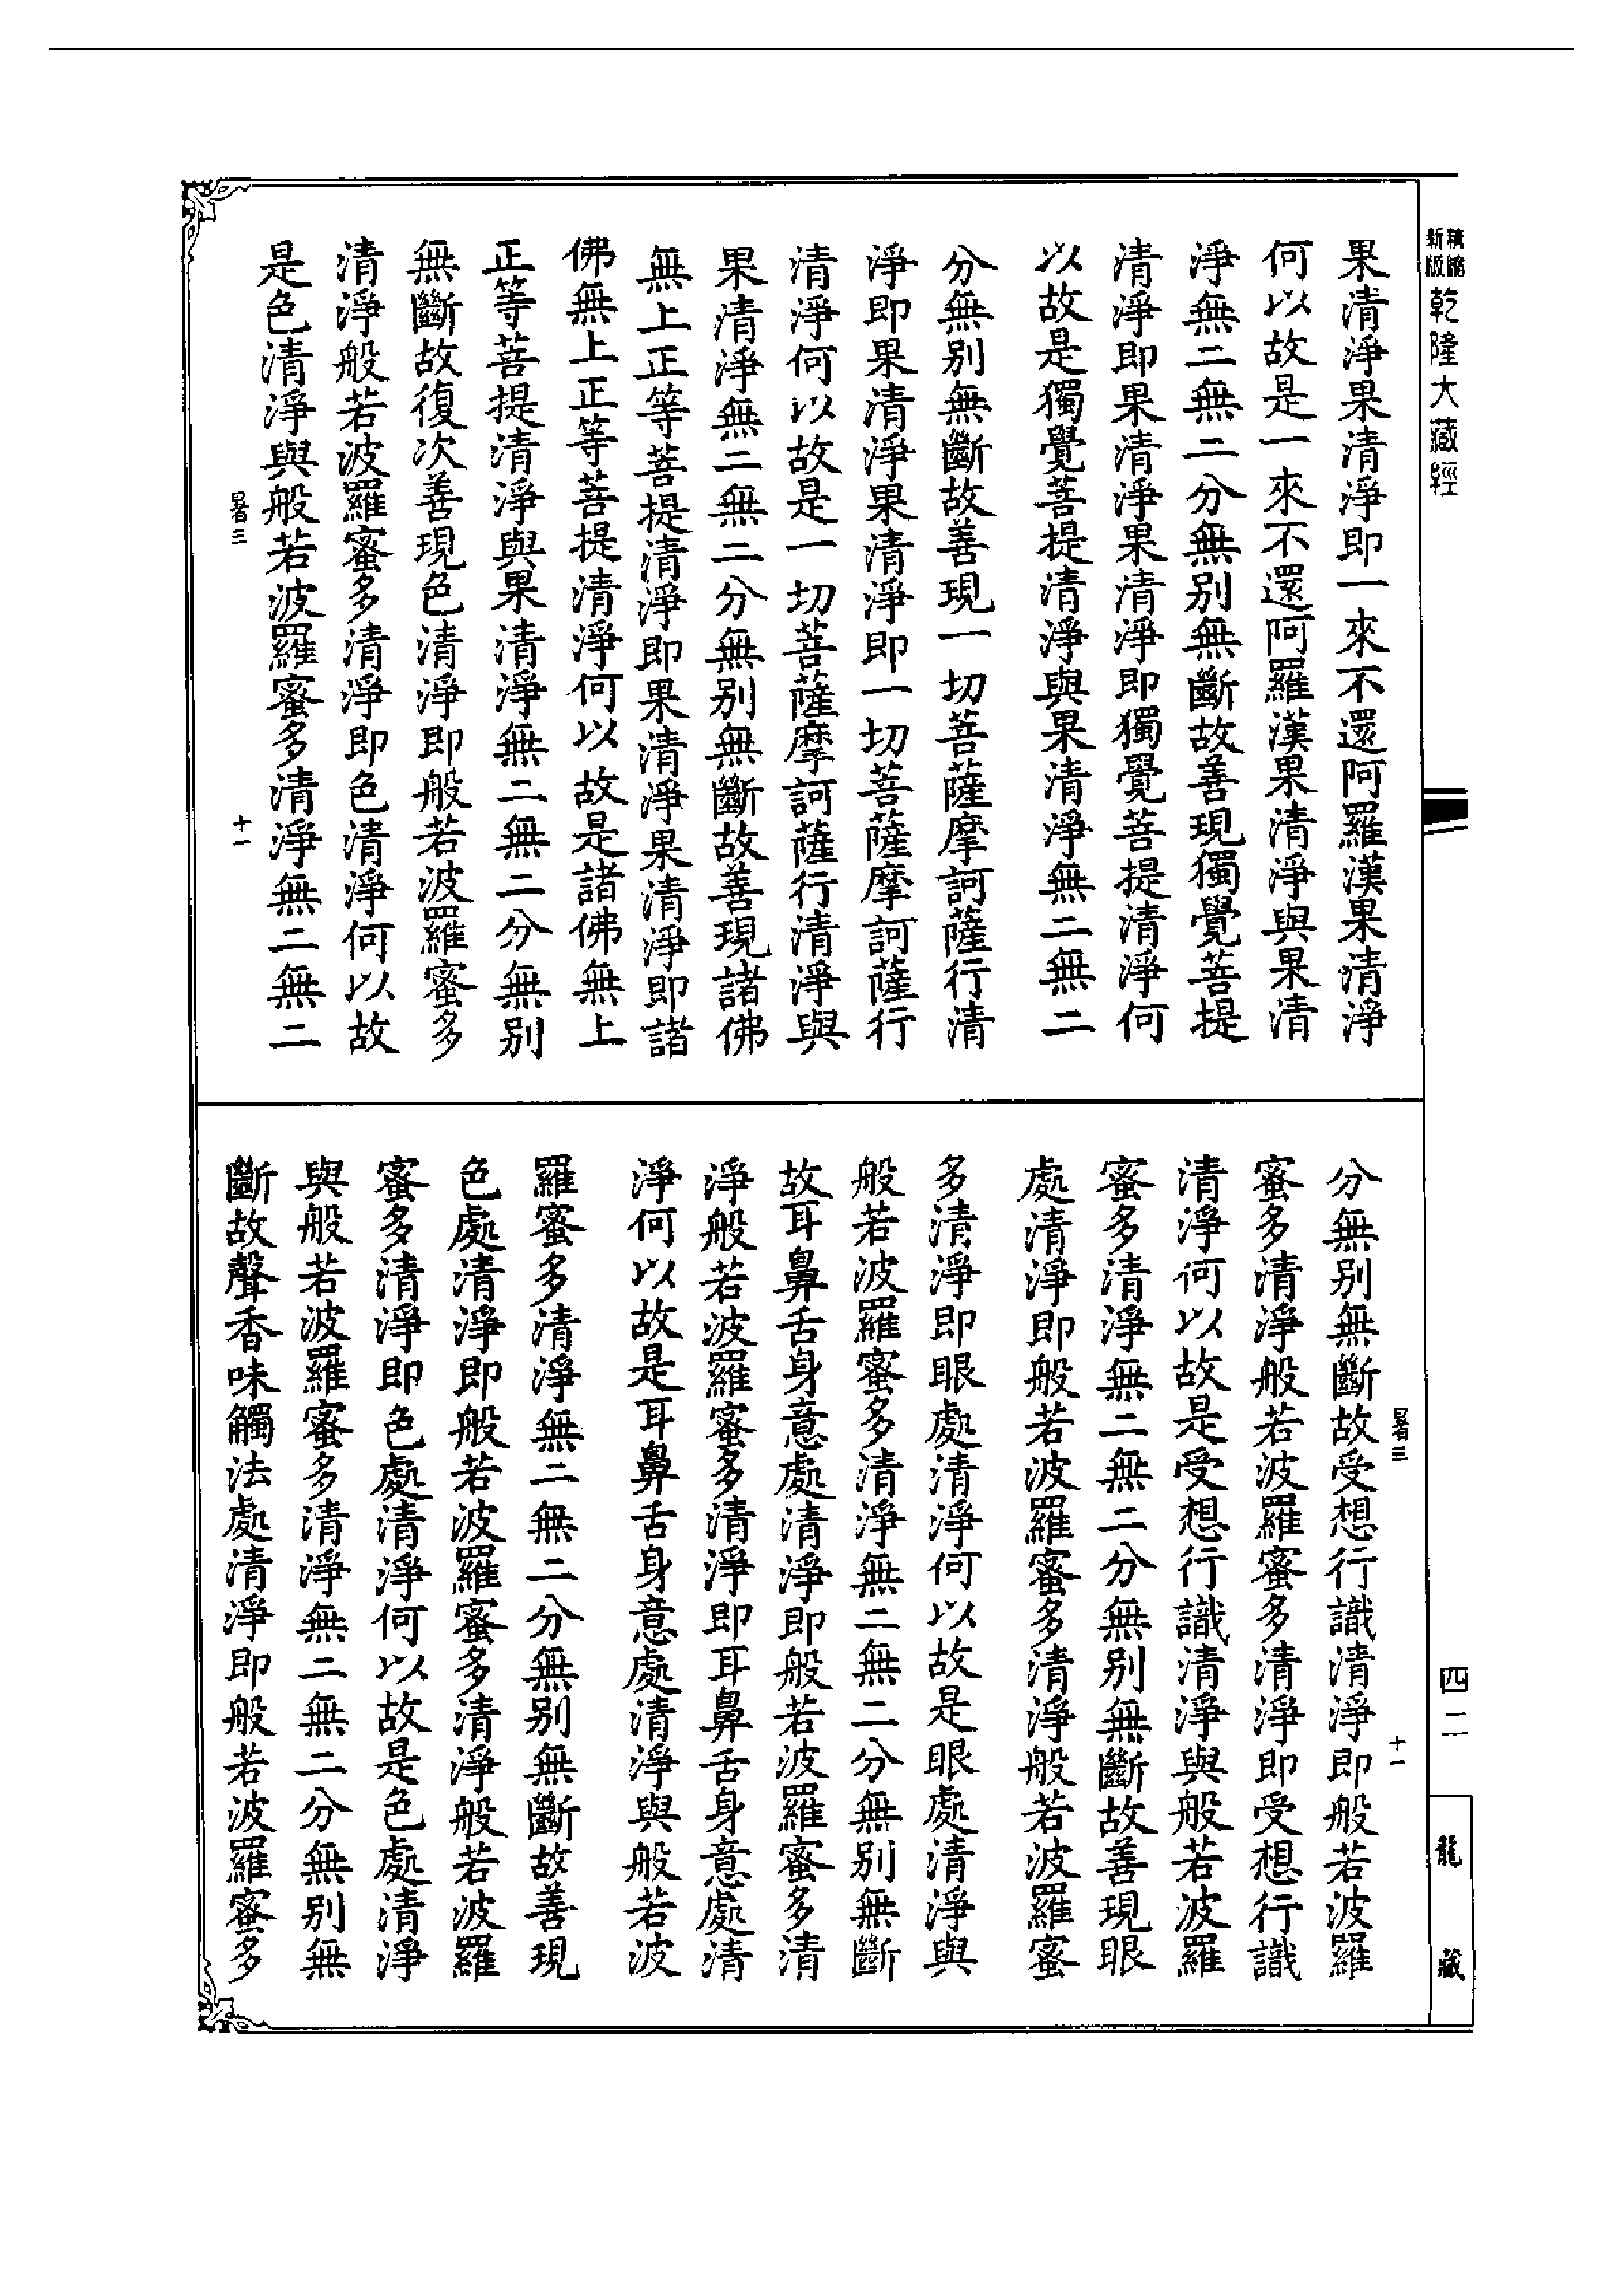 精縮
新版
乾隆大藏經
果清淨果清淨即一來不還阿羅漢果清淨
何以故是一來不還阿羅漢果清淨與果清
淨無二無二分無別無斷故善現獨覺菩提
清淨即果清淨果清淨即獨覺菩提清淨何
以故是獨覺菩提清淨與果清淨無二無二
分無別無斷故善現一切菩薩摩訶薩行清
淨即果清淨果清淨即一切菩薩摩訶薩行
清淨何以故是一切菩薩摩訶薩行清淨與
果清淨無二無二分無別無斷故善現諸佛
無上正等菩提清淨即果清淨果清淨即諸
佛無上正等菩提清淨何以故是諸佛無上
正等菩提清淨與果清淨無二無二分無別
無斷故復次善現色清淨即般若波羅蜜多
清淨般若波羅蜜多清淨即色清淨何以故
是色清淨與般若波羅蜜多清淨無二無二
暑三
十一
四二
龍藏
暑三
十一
分無別無斷故受想行識清淨即般若波羅
蜜多清淨般若波羅蜜多清淨即受想行識
清淨何以故是受想行識清淨與般若波羅
蜜多清淨無二無二分無別無斷故善現眼
處清淨即般若波羅蜜多清淨般若波羅蜜
多清淨即眼處清淨何以故是眼處清淨與
般若波羅蜜多清淨無二無二分無別無斷
故耳鼻舌身意處清淨即般若波羅蜜多清
淨般若波羅蜜多清淨即耳鼻舌身意處清
淨何以故是耳鼻舌身意處清淨與般若波
羅蜜多清淨無二無二分無別無斷故善現
色處清淨即般若波羅蜜多清淨般若波羅
蜜多清淨即色處清淨何以故是色處清淨
與般若波羅蜜多清淨無二無二分無別無
斷故聲香味觸法處清淨即般若波羅蜜多